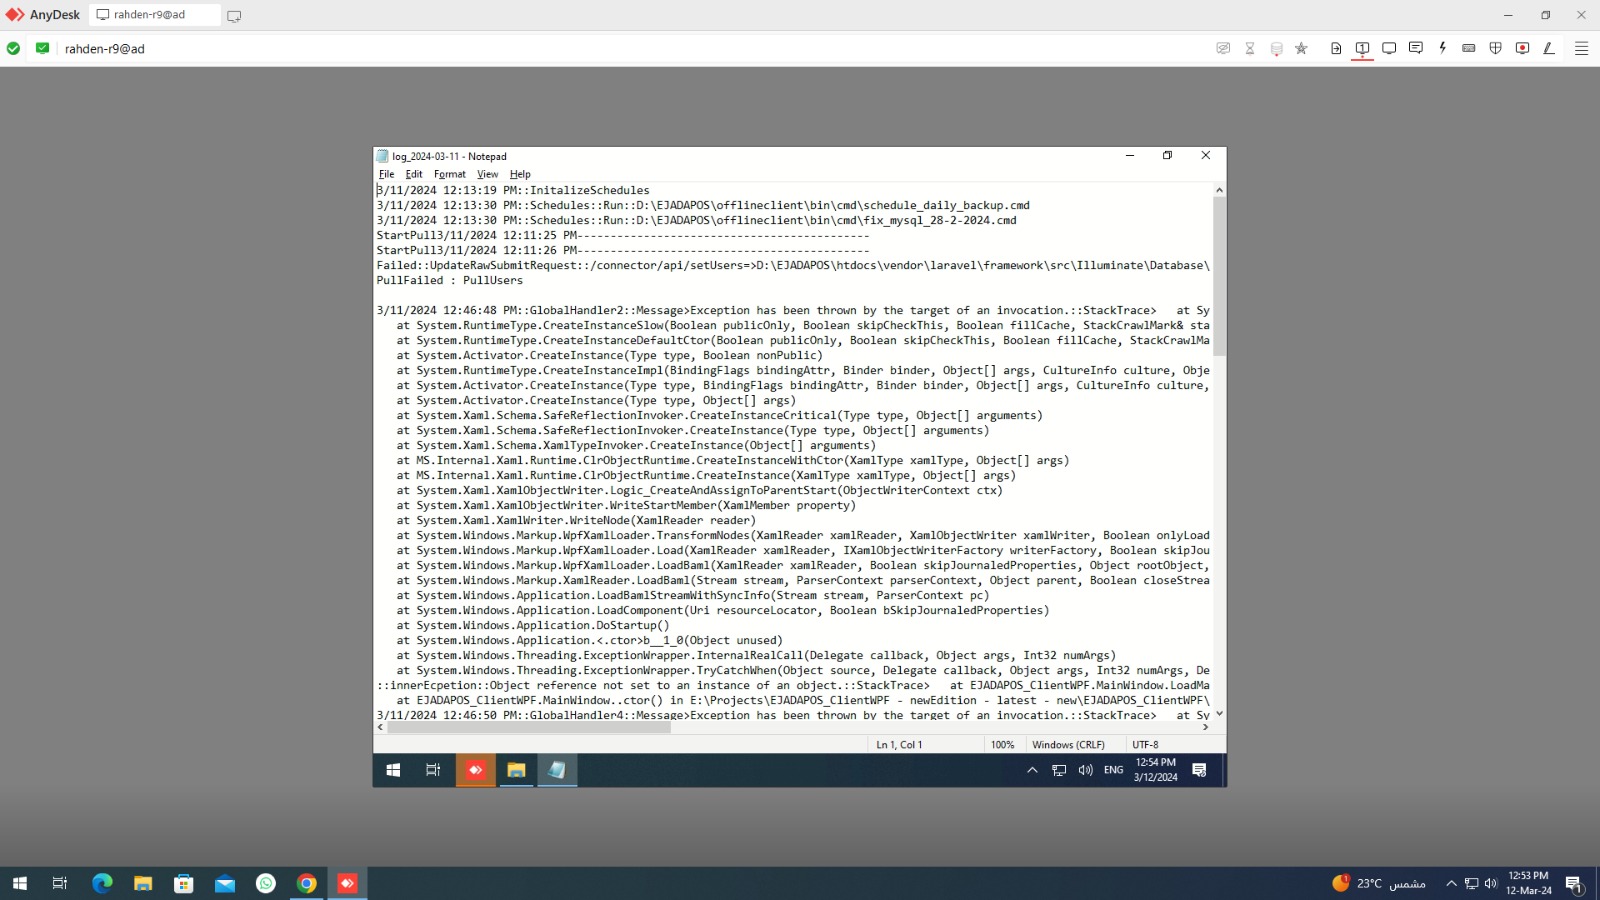 AnyDesk
rahden-r9@ad
rahden-r9@ad
log_2024-03-11 - Notepad
File Edit Format View Help
3/11/2024 12:13:19 PM::InitalizeSchedules
3/11/2024 12:13:30 PM::Schedules::Run::D:\EJADAPOS\offlineclient\bin\cmd\schedule_daily_backup.cmd
3/11/2024 12:13:30 PM::Schedules::Run::D:\EJADAPOS\offlineclient\bin\cmd\fix_mysql_28-2-2024.cmd
StartPull3/11/2024 12:11:25 PM--------------------------------------------
StartPull3/11/2024 12:11:26 PM--------------------------------------------
Failed::UpdateRawSubmitRequest::/connector/api/setUsers=>D:\EJADAPOS\htdocs\vendor\laravel\framework\src\Illuminate\Database\
PullFailed : PullUsers
3/11/2024 12:46:48 PM::GlobalHandler2::Message>Exception has been thrown by the target of an invocation.::StackTrace>   at Sy
at System.RuntimeType.CreateInstanceSlow(Boolean publicOnly, Boolean skipCheckThis, Boolean fillCache, StackCrawlMark& sta
at System.RuntimeType.CreateInstanceDefaultCtor(Boolean publicOnly, Boolean skipCheckThis, Boolean fillCache, StackCrawlMa
at System.Activator.CreateInstance(Type type, Boolean nonPublic)
at System.RuntimeType.CreateInstanceImpl(BindingFlags bindingAttr, Binder binder, Object[] args, CultureInfo culture, Obje
at System.Activator.CreateInstance(Type type, BindingFlags bindingAttr, Binder binder, Object[] args, CultureInfo culture,
at System.Activator.CreateInstance(Type type, Object[] args)
at System.Xaml.Schema.SafeReflectionInvoker.CreateInstanceCritical(Type type, Object[] arguments)
at System.Xaml.Schema.SafeReflectionInvoker.CreateInstance(Type type, Object[] arguments)
at System.Xaml.Schema.XamlTypeInvoker.CreateInstance(Object[] arguments)
at MS.Internal.Xaml.Runtime.ClrObjectRuntime.CreateInstanceWithCtor(XamlType xamlType, Object[] args)
at MS.Internal.Xaml.Runtime.ClrObjectRuntime.CreateInstance(XamlType xamlType, Object[] args)
at System.Xaml.XamlObjectWriter.Logic_CreateAndAssignToParentStart(ObjectWriterContext ctx)
at System.Xaml.XamlObjectWriter.WriteStartMember(XamlMember property)
at System.Xaml.XamlWriter.WriteNode(XamlReader reader)
at System.Windows.Markup.WpfXamlLoader.TransformNodes(XamlReader xamlReader, XamlObjectWriter xamlWriter, Boolean onlyLoad
at System.Windows.Markup.WpfXamlLoader.Load(XamlReader xamlReader, IXamlObjectWriterFactory writerFactory, Boolean skipJou
at System.Windows.Markup.WpfXamlLoader.LoadBaml(XamlReader xamlReader, Boolean skipJournaledProperties, Object rootObject,
at System.Windows.Markup.XamlReader.LoadBaml(Stream stream, ParserContext parserContext, Object parent, Boolean closeStrea
at System.Windows.Application.LoadBamlStreamWithSyncInfo(Stream stream, ParserContext pc)
at System.Windows.Application.LoadComponent(Uri resourceLocator, Boolean bSkipJournaledProperties)
at System.Windows.Application.DoStartup()
at System.Windows.Application.<.ctor>b__1_0(Object unused)
at System.Windows.Threading.ExceptionWrapper.InternalRealCall(Delegate callback, Object args, Int32 numArgs)
at System.Windows.Threading.ExceptionWrapper.TryCatchWhen(Object source, Delegate callback, Object args, Int32 numArgs, De
::innerEcpetion::Object reference not set to an instance of an object.::StackTrace>   at EJADAPOS_ClientWPF.MainWindow.LoadMa
at EJADAPOS_ClientWPF.MainWindow..ctor() in E:\Projects\EJADAPOS_ClientWPF - newEdition - latest - new\EJADAPOS_ClientWPF\
3/11/2024 12:46:50 PM::GlobalHandler4::Message>Exception has been thrown by the target of an invocation.::StackTrace>   at Sy
Ln 1, Col 1 100% Windows (CRLF) UTF-8
ENG 12:54 PM
3/12/2024
23°C مشمس 12:53 PM
12-Mar-24
1